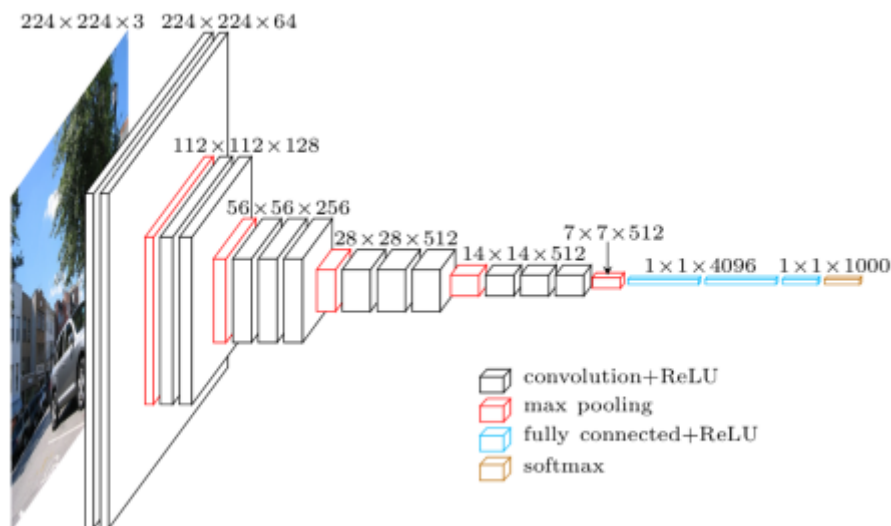 224×224×3
224×224×64
112×112×128
56×56×256
28×28×512
14×14×512
7×7×512
1×1×4096
1×1×1000
convolution+ReLU
max pooling
fully connected+ReLU
softmax